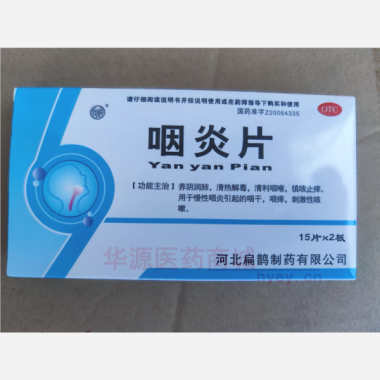 请仔细阅读说明书并按说明使用或在药师指导下购买和使用
国药准字Z20064335
OTC
咽炎片
Yan yan Pian
【功能主治】养阴润肺，清热解毒，清利咽喉，镇咳止痒。
用于慢性咽炎引起的咽干，咽痒，刺激性咳
嗽。
15片x2板
华源医药商城
hyey.cn
河北扁鹊制药有限公司